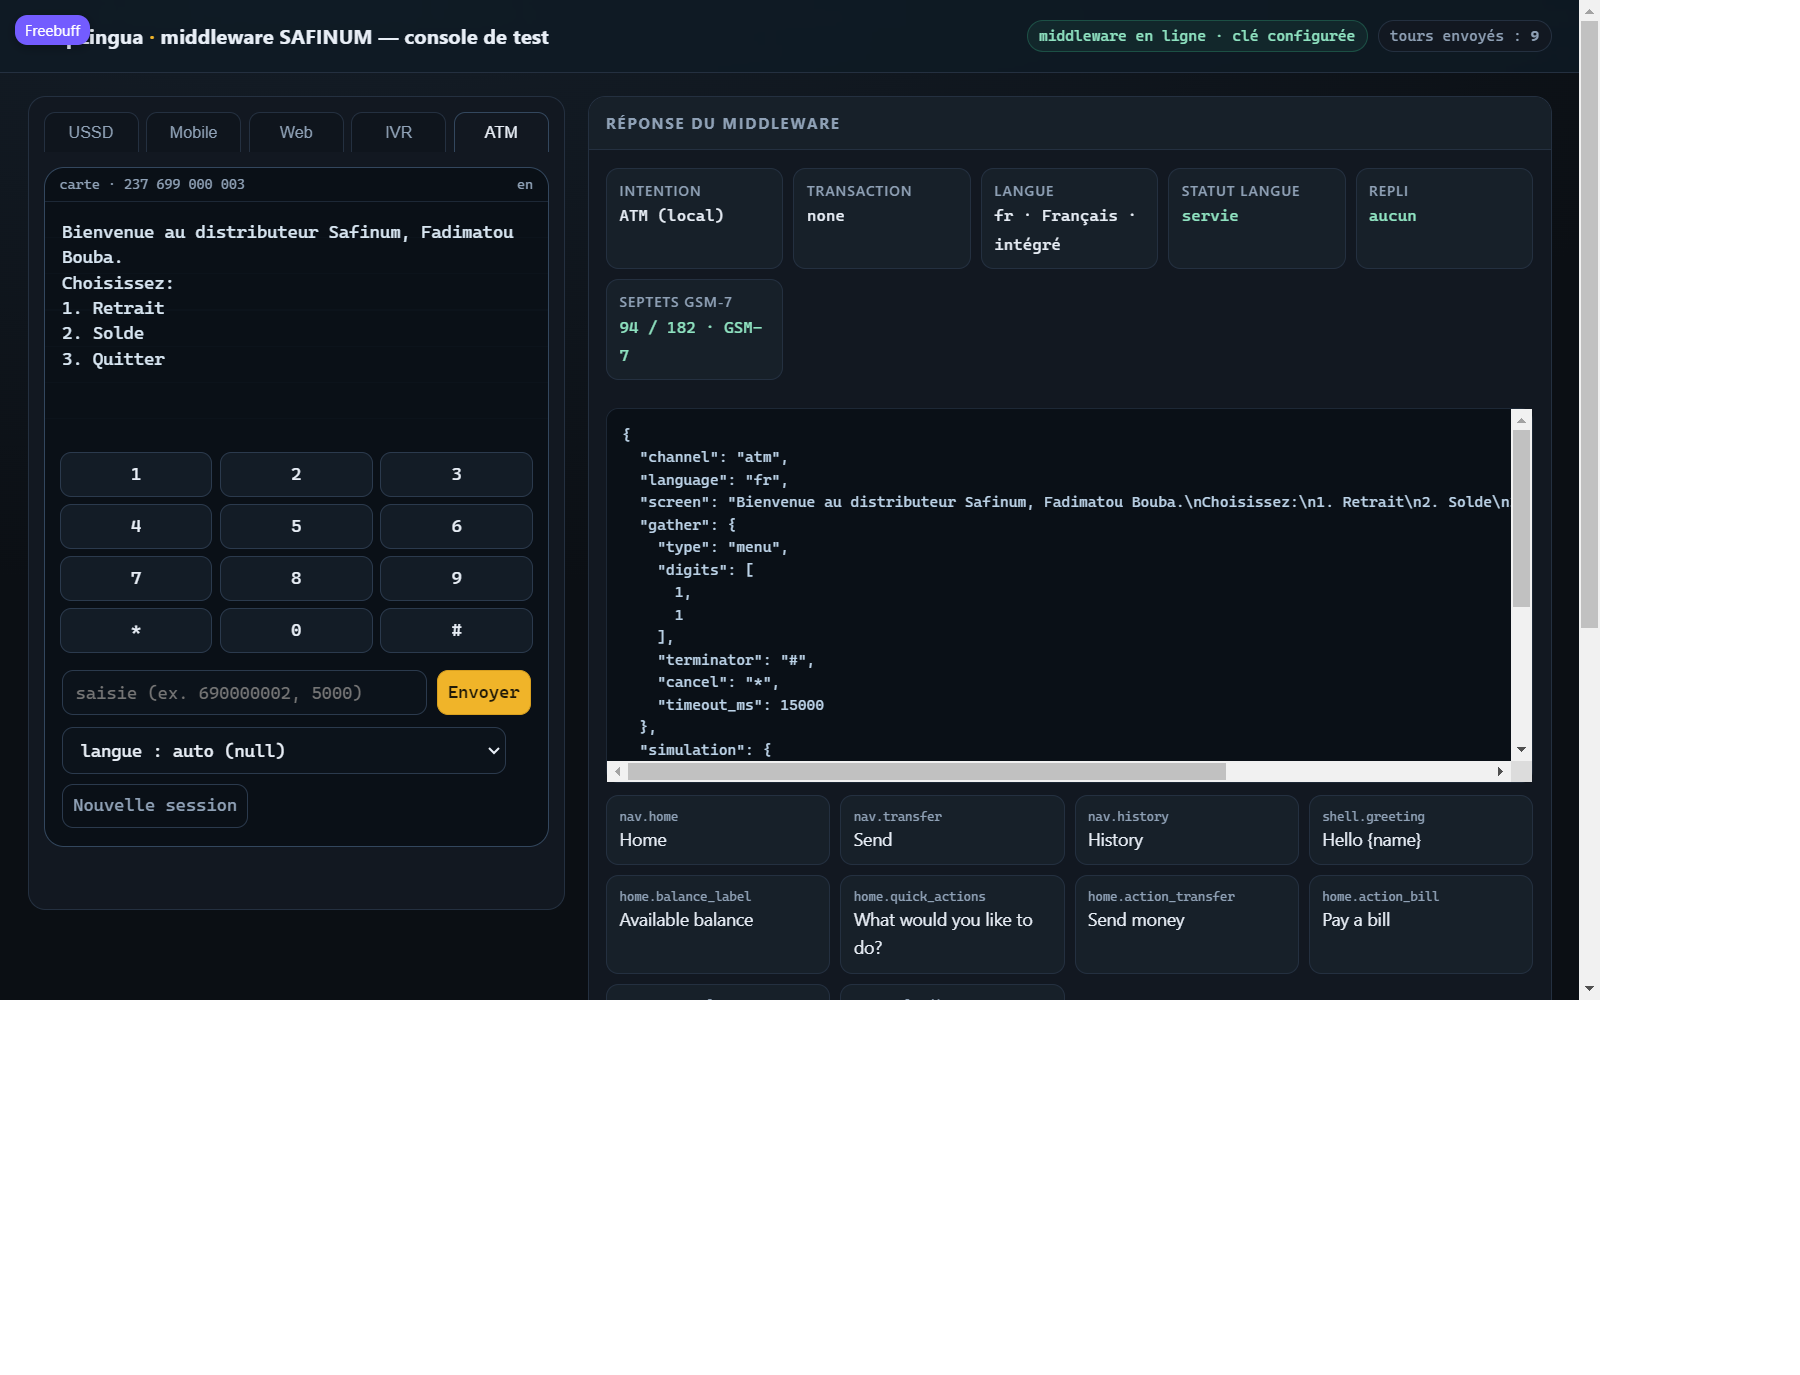 Freebuff
ingua · middleware SAFINUM — console de test
middleware en ligne · clé configurée
tours envoyés : 9
USSD
Mobile
Web
IVR
ATM
carte · 237 699 000 003
en
Bienvenue au distributeur Safinum, Fadimatou
Bouba.
Choisissez:
1. Retrait
2. Solde
3. Quitter
1
2
3
4
5
6
7
8
9
*
0
#
saisie (ex. 690000002, 5000)
Envoyer
langue : auto (null)
Nouvelle session
RÉPONSE DU MIDDLEWARE
INTENTION
ATM (local)
TRANSACTION
none
LANGUE
fr · Français ·
intégré
STATUT LANGUE
servie
REPLI
aucun
SEPTETS GSM-7
94 / 182 · GSM-
7
{
"channel": "atm",
"language": "fr",
"screen": "Bienvenue au distributeur Safinum, Fadimatou Bouba.\nChoisissez:\n1. Retrait\n2. Solde\n
"gather": {
"type": "menu",
"digits": [
1,
1
],
"terminator": "#",
"cancel": "*",
"timeout_ms": 15000
},
"simulation": {
nav.home
Home
nav.transfer
Send
nav.history
History
shell.greeting
Hello {name}
home.balance_label
Available balance
home.quick_actions
What would you like to
do?
home.action_transfer
Send money
home.action_bill
Pay a bill